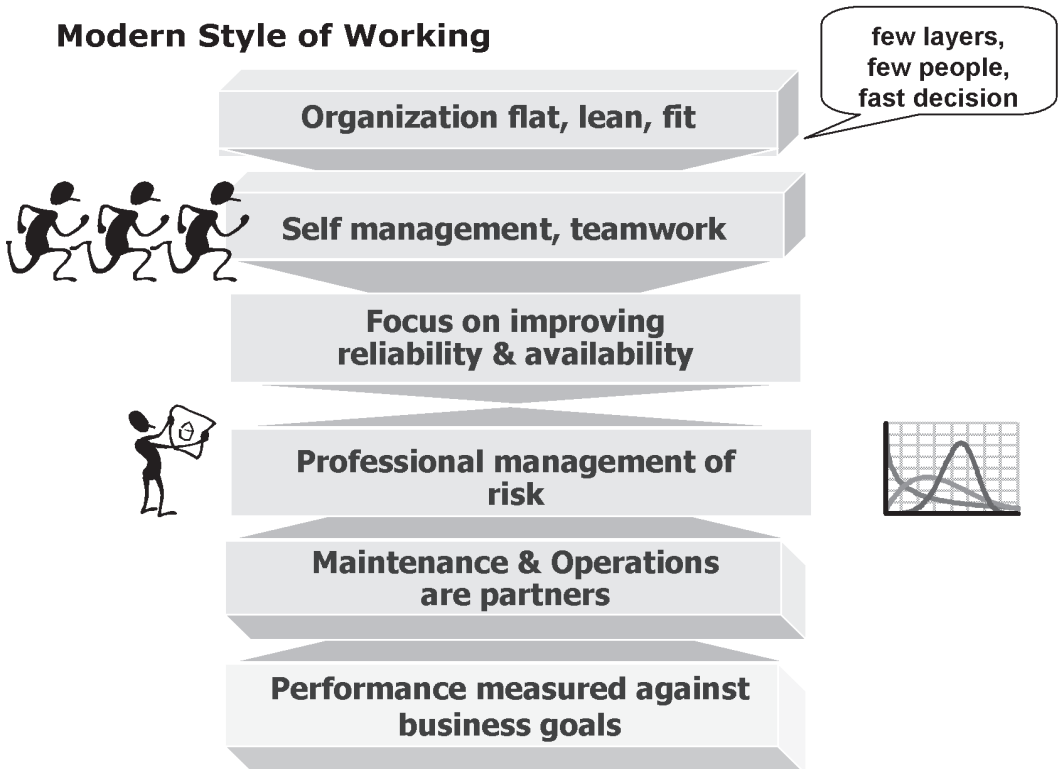 Modern Style of Working
few layers,
few people,
fast decision
Organization flat, lean, fit
Self management, teamwork
Focus on improving
reliability & availability
Professional management of
risk
Maintenance & Operations
are partners
Performance measured against
business goals